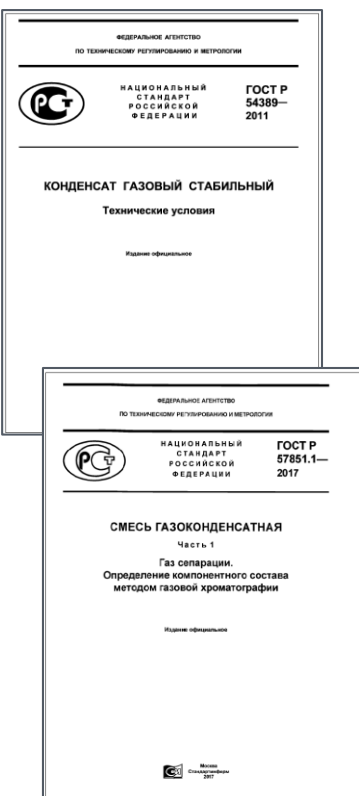 ФЕДЕРАЛЬНОЕ АГЕНТСТВО
ПО ТЕХНИЧЕСКОМУ РЕГУЛИРОВАНИЮ И МЕТРОЛОГИИ
НАЦИОНАЛЬНЫЙ
СТАНДАРТ
РОССИЙСКОЙ
ФЕДЕРАЦИИ
ГОСТ Р
54389—
2011
КОНДЕНСАТ ГАЗОВЫЙ СТАБИЛЬНЫЙ
Технические условия
Издание официальное
ФЕДЕРАЛЬНОЕ АГЕНТСТВО
ПО ТЕХНИЧЕСКОМУ РЕГУЛИРОВАНИЮ И МЕТРОЛОГИИ
НАЦИОНАЛЬНЫЙ
СТАНДАРТ
РОССИЙСКОЙ
ФЕДЕРАЦИИ
ГОСТ Р
57851.1—
2017
СМЕСЬ ГАЗОКОНДЕНСАТНАЯ
Часть 1
Газ сепарации.
Определение компонентного состава
методом газовой хроматографии
Издание официальное
Москва
Стандартинформ
2017